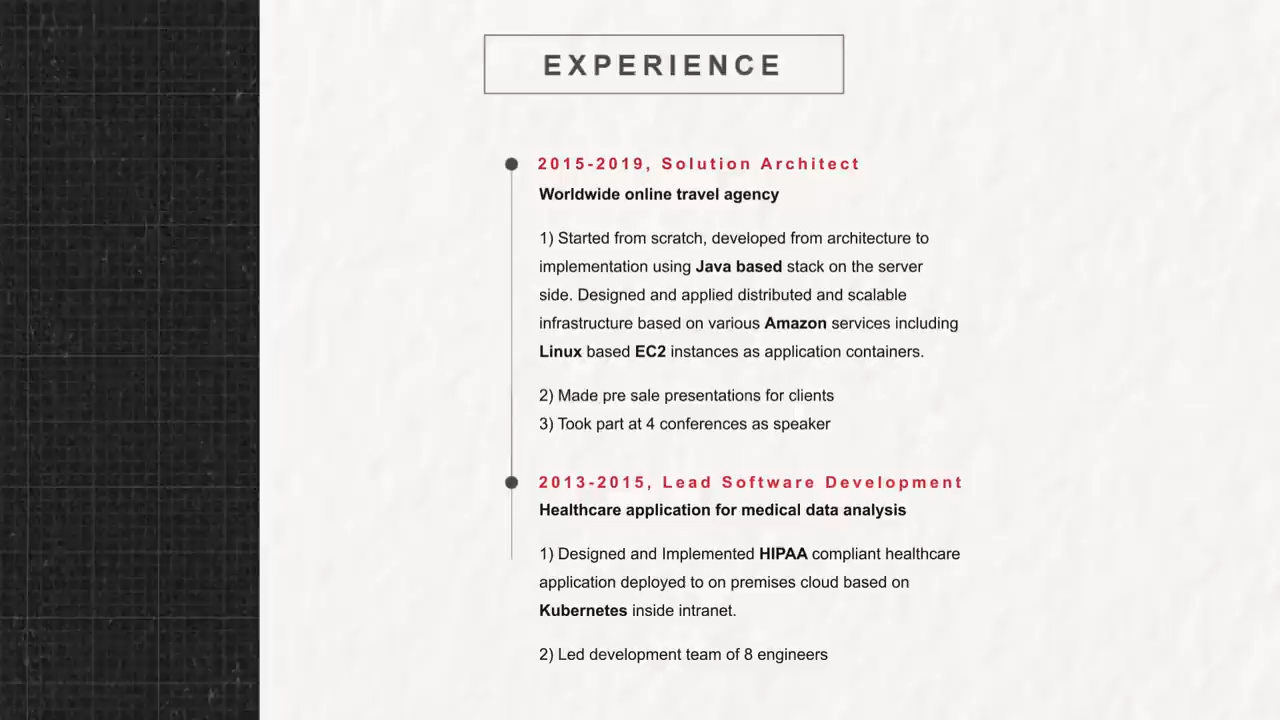 EXPERIENCE
2015-2019, Solution Architect
Worldwide online travel agency
1) Started from scratch, developed from architecture to
implementation using Java based stack on the server
side. Designed and applied distributed and scalable
infrastructure based on various Amazon services including
Linux based EC2 instances as application containers.
2) Made pre sale presentations for clients
3) Took part at 4 conferences as speaker
2013-2015, Lead Software Development
Healthcare application for medical data analysis
1) Designed and Implemented HIPAA compliant healthcare
application deployed to on premises cloud based on
Kubernetes inside intranet.
2) Led development team of 8 engineers